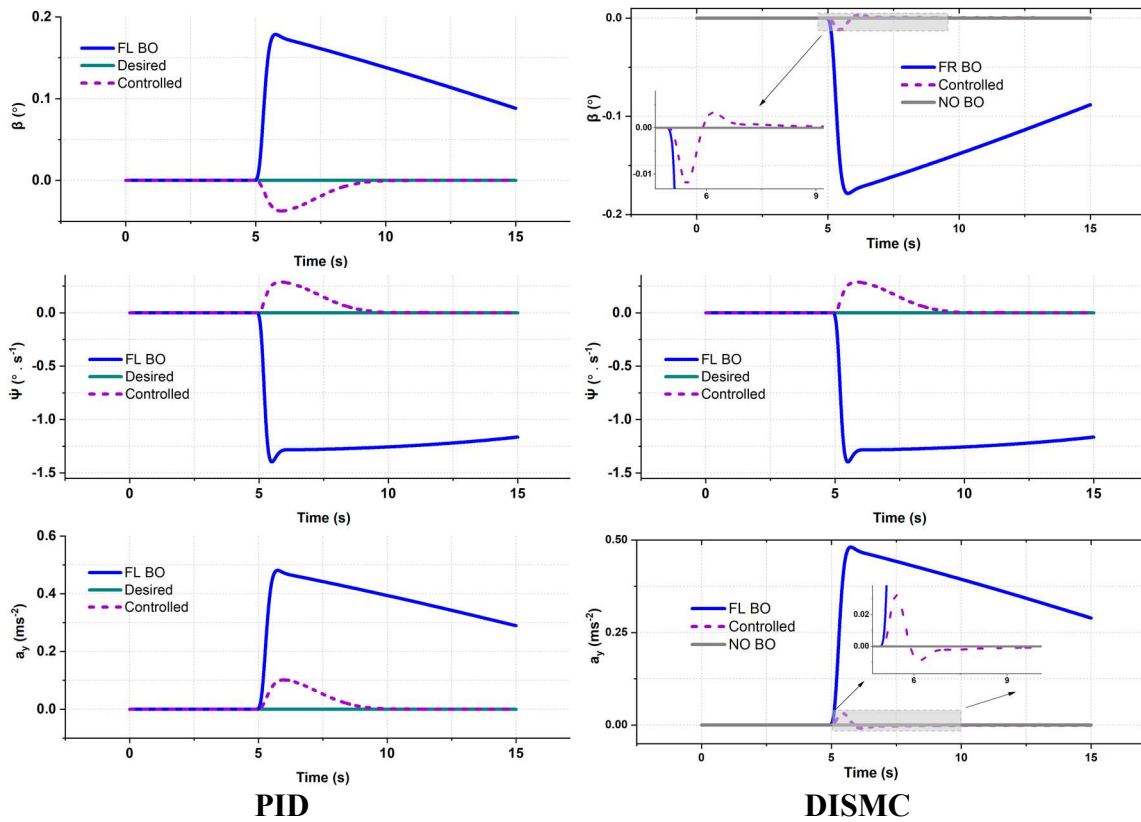 0.2
0.1
0.0
β (°)
FL BO
Desired
Controlled
0
5
10
15
Time (s)
0.0
-0.1
-0.2
β (°)
FR BO
Controlled
NO BO
0.00
-0.01
6
9
0
5
10
15
Time (s)
0.0
-0.5
-1.0
-1.5
Ψ̇ (° . s-1)
FL BO
Desired
Controlled
0
5
10
15
Time (s)
0.0
-0.5
-1.0
-1.5
Ψ̇ (° . s-1)
FL BO
Desired
Controlled
0
5
10
15
Time (s)
0.6
0.4
0.2
0.0
ay (ms-2)
FL BO
Desired
Controlled
0
5
10
15
Time (s)
0.50
0.25
0.00
ay (ms-2)
FL BO
Controlled
NO BO
0.02
0.00
6
9
0
5
10
15
Time (s)
PID
DISMC